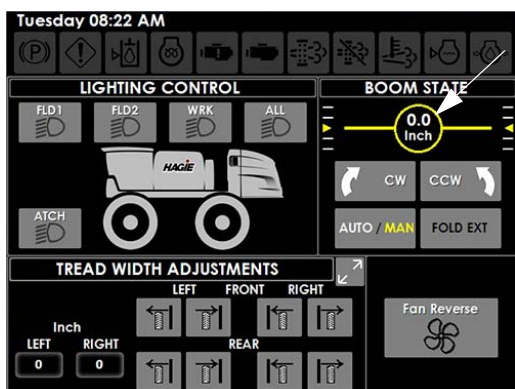 Tuesday 08:22 AM
LIGHTING CONTROL
FLD1 FLD2 WRK ALL
HAGIE
ATCH
BOOM STATE
0.0
Inch
CW CCW
AUTO / MAN FOLD EXT
TREAD WIDTH ADJUSTMENTS
LEFT FRONT RIGHT
Inch
LEFT RIGHT
0 0
REAR
Fan Reverse